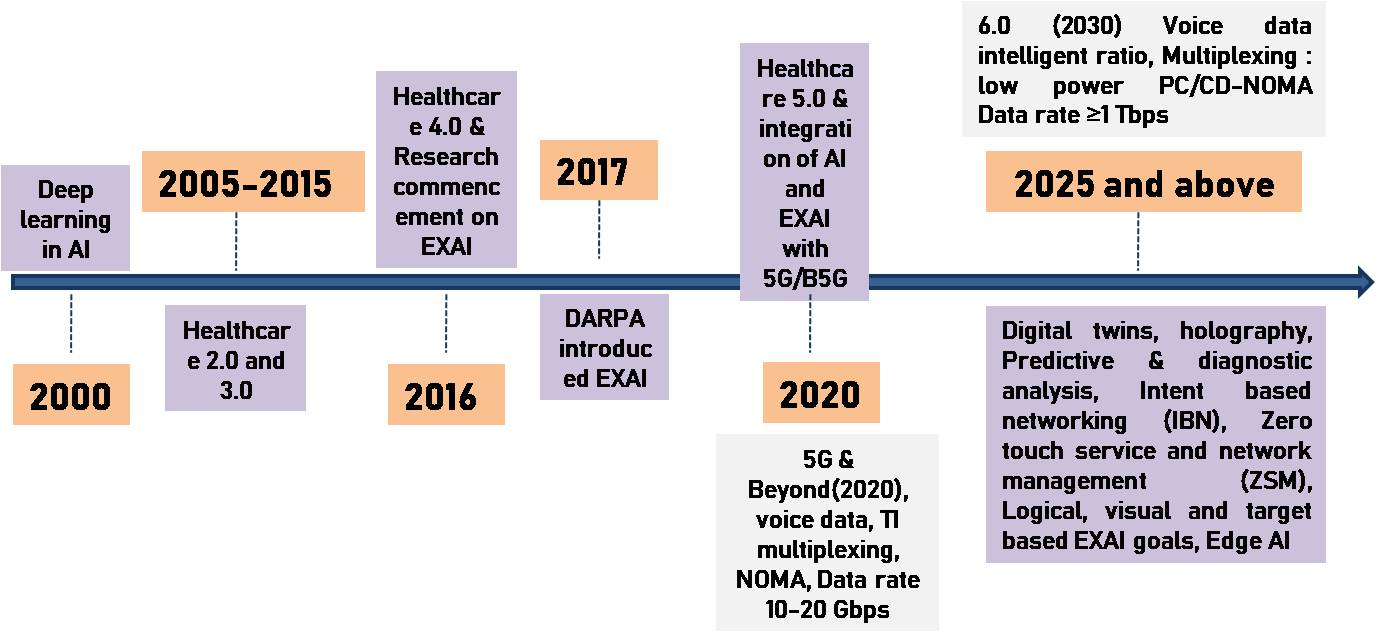 Deep
learning
in AI
2000
2005-2015
Healthcar
e 2.0 and
3.0
Healthcar
e 4.0 &
Research
commenc
ement on
EXAI
2016
2017
DARPA
introduc
ed EXAI
Healthca
re 5.0 &
integrati
on of AI
and
EXAI
with
5G/B5G
2020
5G &
Beyond(2020),
voice data, TI
multiplexing,
NOMA, Data rate
10-20 Gbps
6.0 (2030) Voice data
intelligent ratio, Multiplexing :
low power PC/CD-NOMA
Data rate ≥1 Tbps
2025 and above
Digital twins, holography,
Predictive & diagnostic
analysis, Intent based
networking (IBN), Zero
touch service and network
management (ZSM),
Logical, visual and target
based EXAI goals, Edge AI